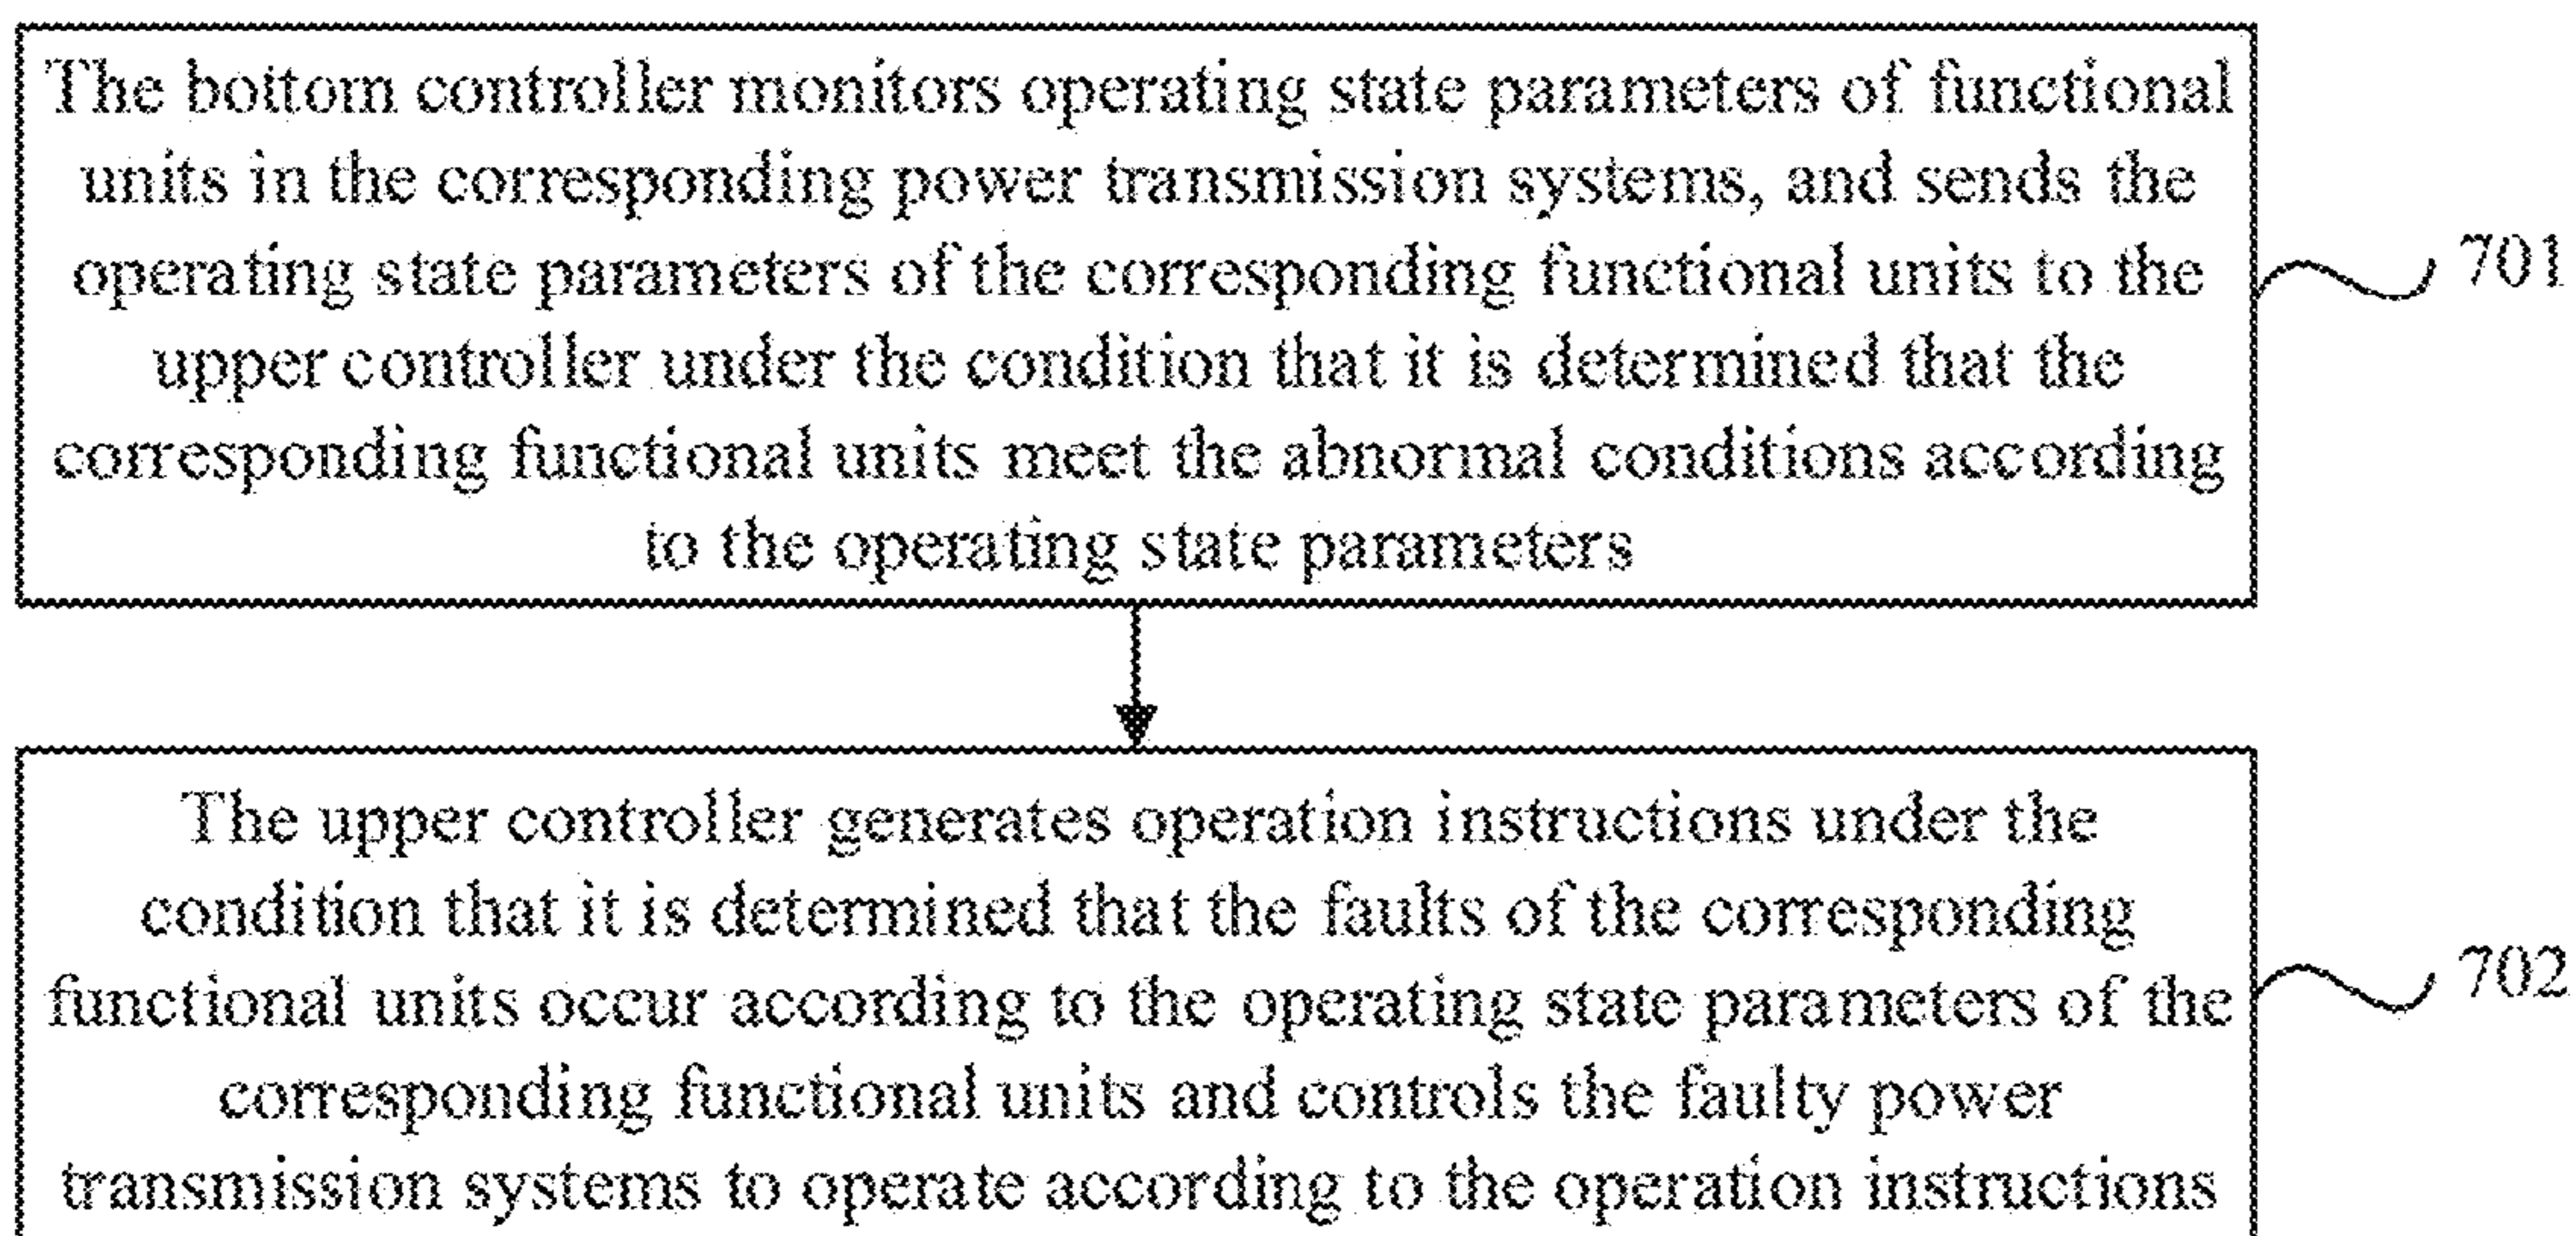 The bottom controller monitors operating state parameters of functional
units in the corresponding power transmission systems, and sends the
operating state parameters of the corresponding functional units to the
upper controller under the condition that it is determined that the
corresponding functional units meet the abnormal conditions according
to the operating state parameters
701
The upper controller generates operation instructions under the
condition that it is determined that the faults of the corresponding
functional units occur according to the operating state parameters of the
corresponding functional units and controls the faulty power
transmission systems to operate according to the operation instructions
702